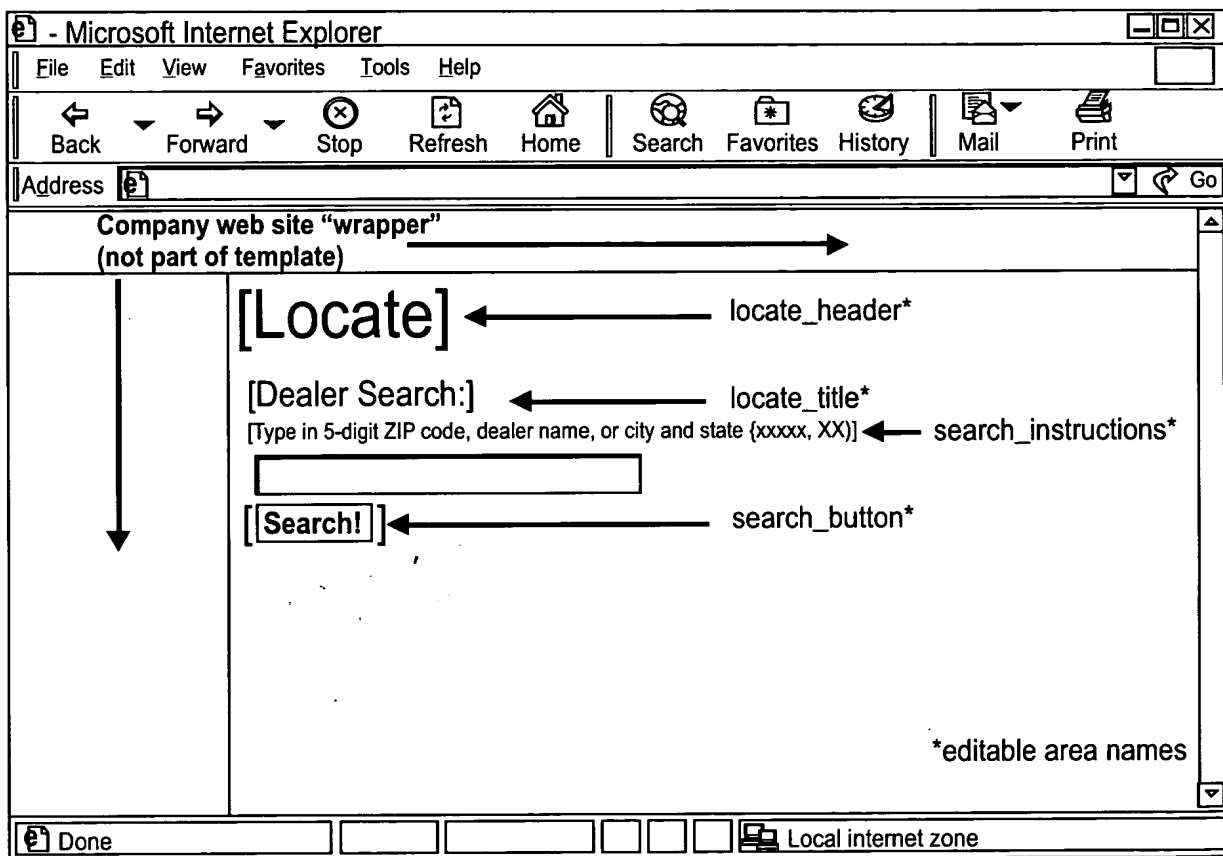 - Microsoft Internet Explorer
File Edit View Favorites Tools Help
Back Forward Stop Refresh Home Search Favorites History Mail Print
Address Go
Company web site “wrapper”
(not part of template)
[Locate] locate_header*
[Dealer Search:] locate_title*
[Type in 5-digit ZIP code, dealer name, or city and state {xxxxx, XX)] search_instructions*
[Search!] search_button*
*editable area names
Done Local internet zone